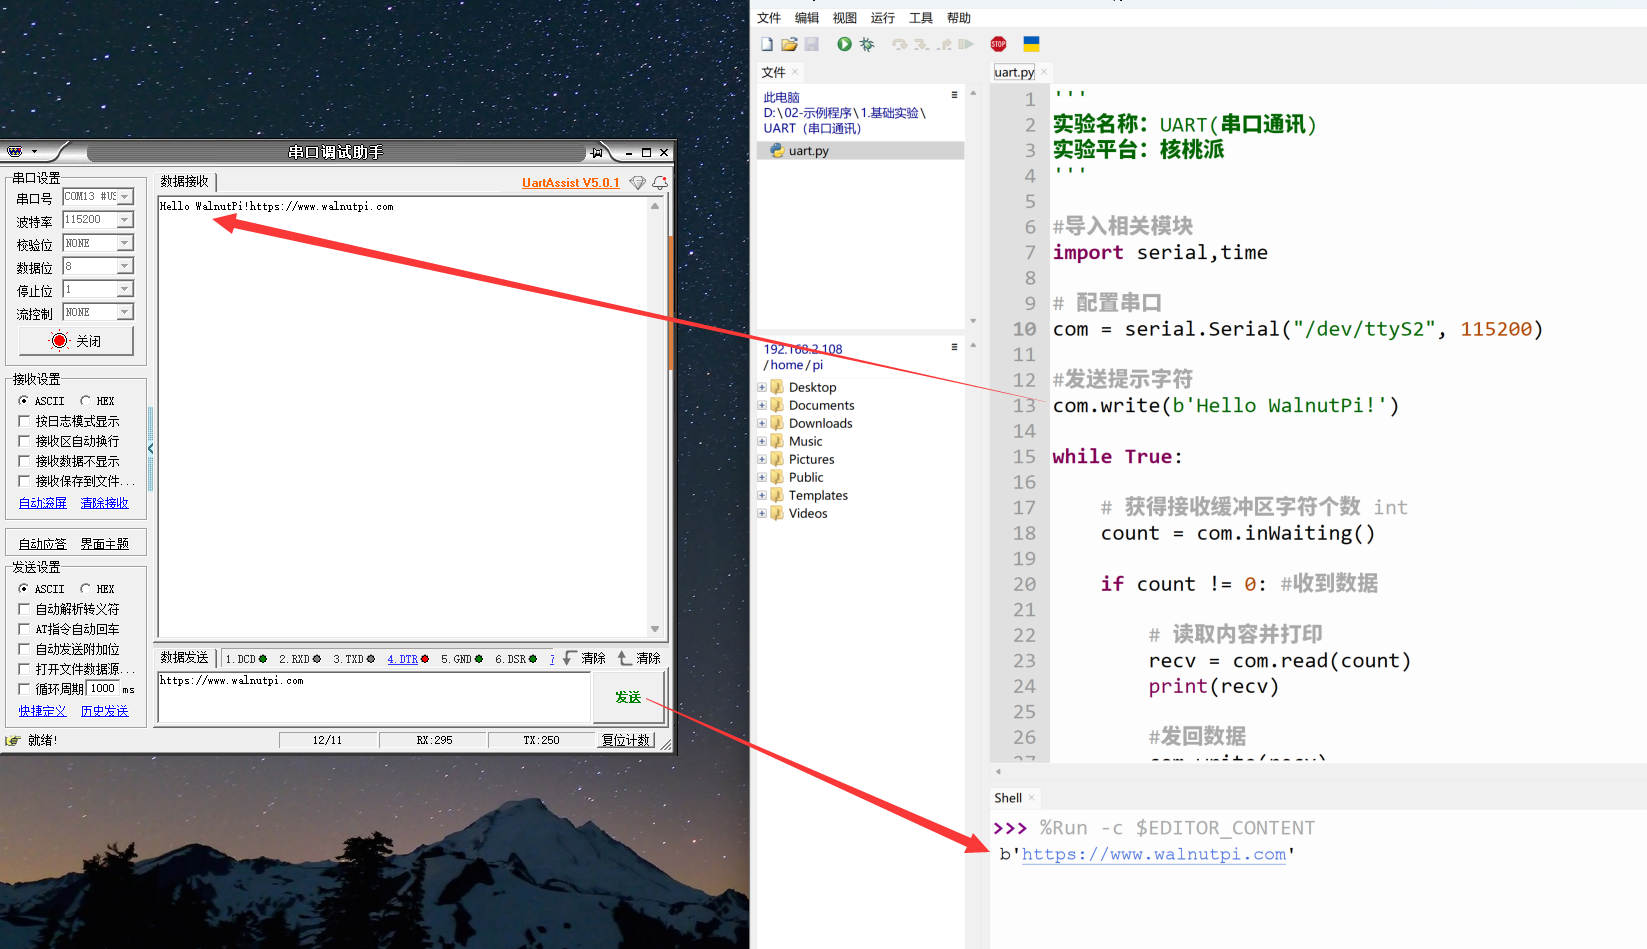 串口调试助手
串口设置
串口号 COM13 #US
波特率 115200
校验位 NONE
数据位 8
停止位 1
流控制 NONE
关闭
接收设置
ASCII HEX
按日志模式显示
接收区自动换行
接收数据不显示
接收保存到文件...
自动滚屏 清除接收
自动应答 界面主题
发送设置
ASCII HEX
自动解析转义符
AT指令自动回车
自动发送附加位
打开文件数据源...
循环周期 1000 ms
快捷定义 历史发送
就绪!
数据接收 UartAssist V5.0.1
Hello WalnutPi!https://www.walnutpi.com
数据发送 1.DCD 2.RXD 3.TXD 4.DTR 5.GND 6.DSR 7 清除 清除
https://www.walnutpi.com
发送
12/11 RX:295 TX:250 复位计数
文件 编辑 视图 运行 工具 帮助
STOP
文件
此电脑
D:\02-示例程序\1.基础实验\
UART（串口通讯）
uart.py
192.168.2.108
/home/pi
Desktop
Documents
Downloads
Music
Pictures
Public
Templates
Videos
uart.py
1 '''
2 实验名称：UART(串口通讯)
3 实验平台：核桃派
4 '''
5
6 #导入相关模块
7 import serial,time
8
9 # 配置串口
10 com = serial.Serial("/dev/ttyS2", 115200)
11
12 #发送提示字符
13 com.write(b'Hello WalnutPi!')
14
15 while True:
16
17 # 获得接收缓冲区字符个数 int
18 count = com.inWaiting()
19
20 if count != 0: #收到数据
21
22 # 读取内容并打印
23 recv = com.read(count)
24 print(recv)
25
26 #发回数据
27 com.write(recv)
Shell
>>> %Run -c $EDITOR_CONTENT
b'https://www.walnutpi.com'